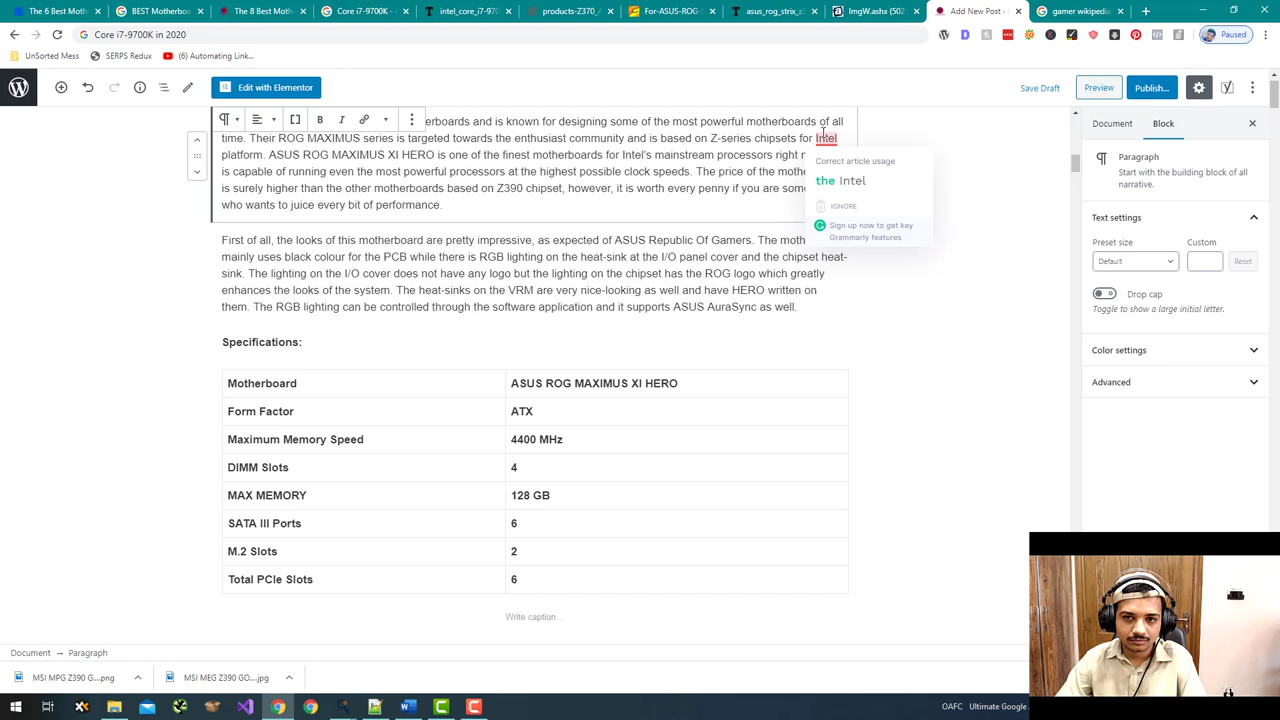 The 6 Best Moth
BEST Motherboa
The 8 Best Moth
Core i7-9700K -
intel_core_i7-970
products-Z370_A
For-ASUS-ROG-S
asus_rog_strix_z3
ImgW.ashx (502×
Add New Post ‹
gamer wikipedia
Core i7-9700K in 2020
Paused
UnSorted Mess
SERPS Redux
(2) Automating Link...
Edit with Elementor
Save Draft
Preview
Publish...
erboards and is known for designing some of the most powerful motherboards of all
time. Their ROG MAXIMUS series is targeted towards the enthusiast community and is based on Z-series chipsets for Intel
platform. ASUS ROG MAXIMUS XI HERO is one of the finest motherboards for Intel's mainstream processors right n
is capable of running even the most powerful processors at the highest possible clock speeds. The price of the moth
is surely higher than the other motherboards based on Z390 chipset, however, it is worth every penny if you are som
who wants to juice every bit of performance.
Correct article usage
the Intel
IGNORE
Sign up now to get key
Grammarly features
First of all, the looks of this motherboard are pretty impressive, as expected of ASUS Republic Of Gamers. The moth
mainly uses black colour for the PCB while there is RGB lighting on the heat-sink at the I/O panel cover and the chipset heat-
sink. The lighting on the I/O cover does not have any logo but the lighting on the chipset has the ROG logo which greatly
enhances the looks of the system. The heat-sinks on the VRM are very nice-looking as well and have HERO written on
them. The RGB lighting can be controlled through the software application and it supports ASUS AuraSync as well.
Specifications:
Motherboard ASUS ROG MAXIMUS XI HERO
Form Factor ATX
Maximum Memory Speed 4400 MHz
DIMM Slots 4
MAX MEMORY 128 GB
SATA III Ports 6
M.2 Slots 2
Total PCIe Slots 6
Write caption...
Document
Block
Paragraph
Start with the building block of all
narrative.
Text settings
Preset size
Custom
Default
Reset
Drop cap
Toggle to show a large initial letter.
Color settings
Advanced
Document → Paragraph
MSI MPG Z390 G....png
MSI MEG Z390 GO....jpg
OAFC
Ultimate Google